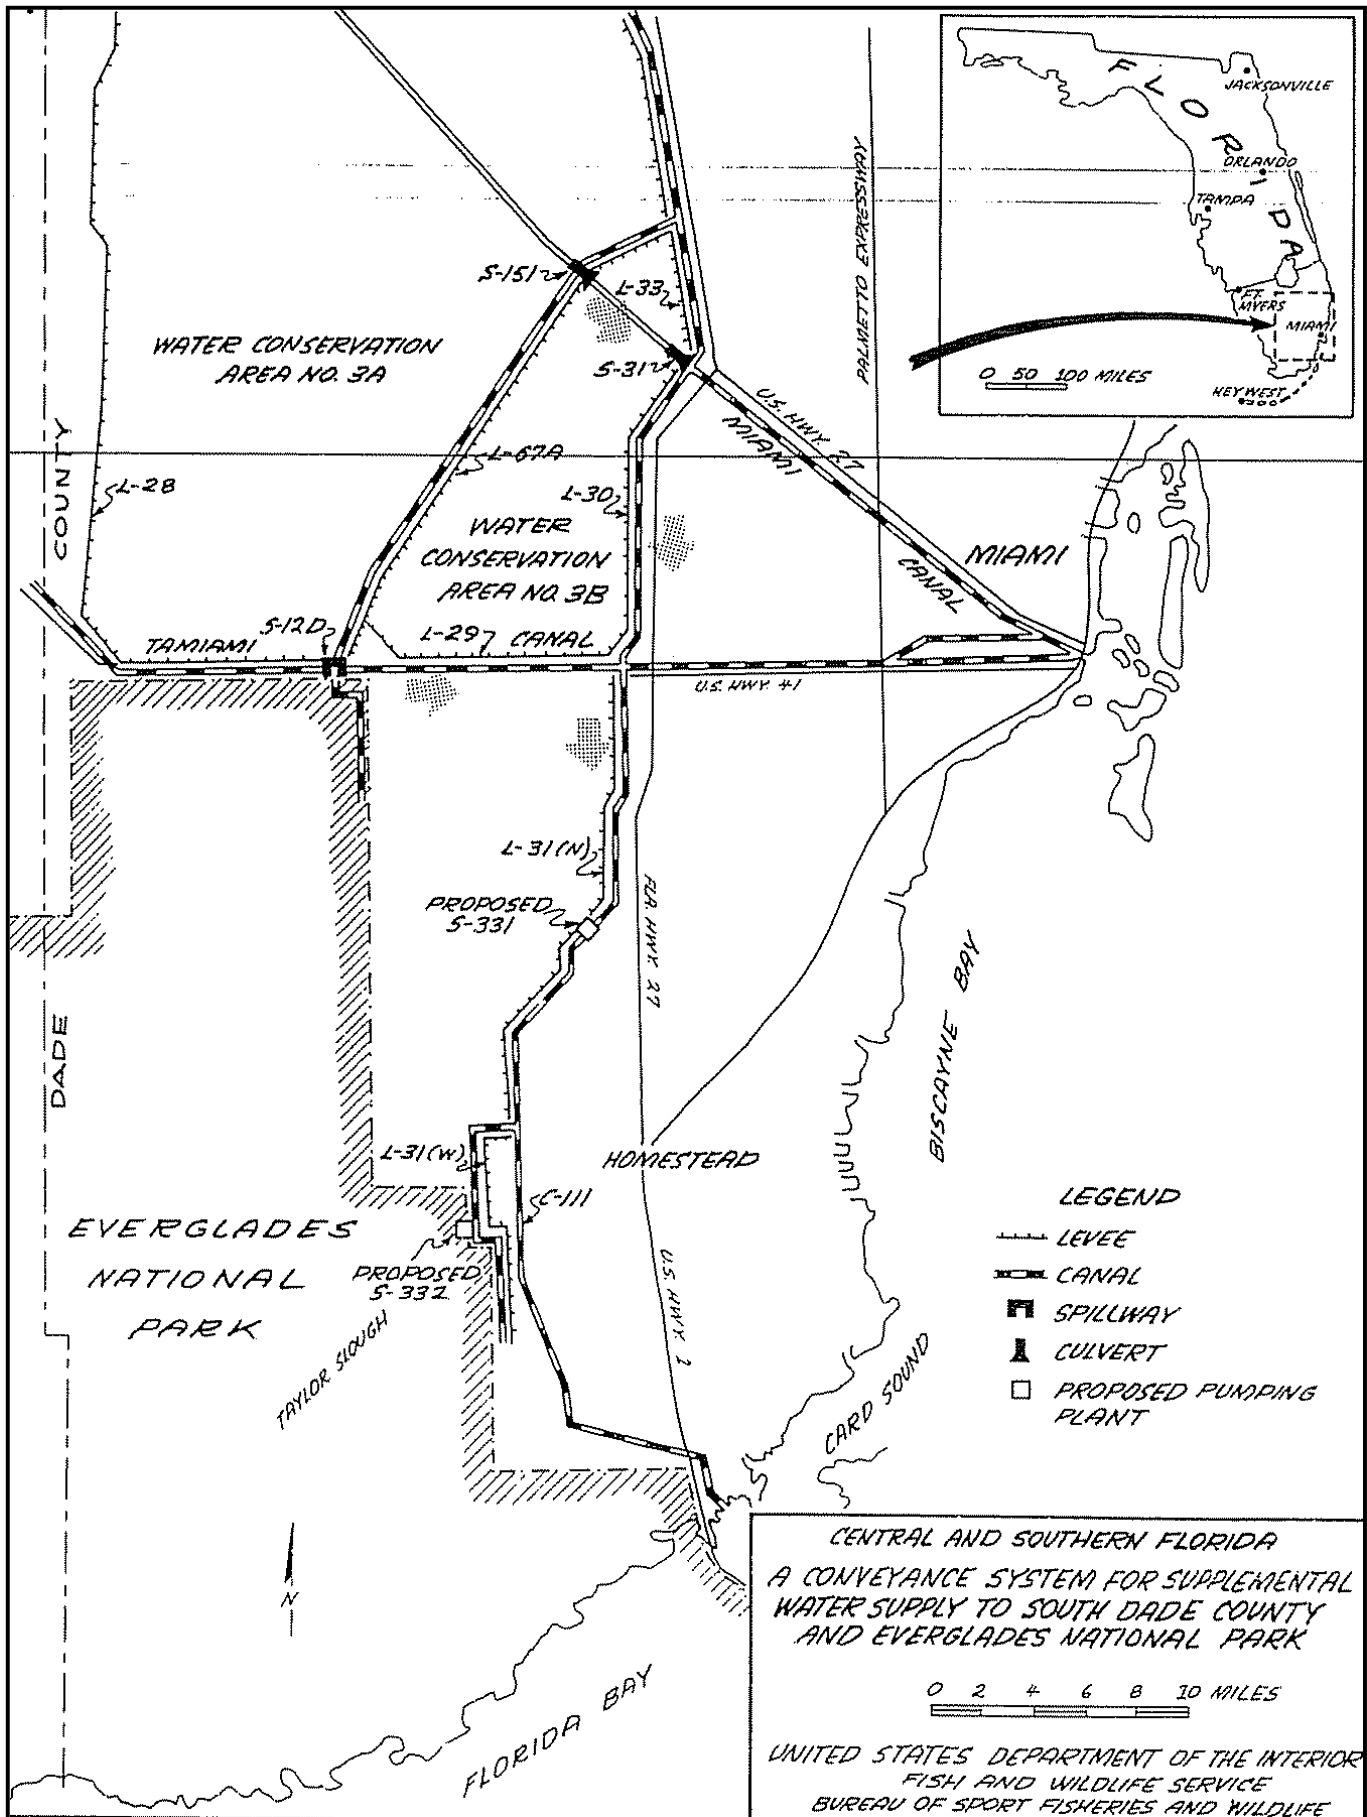 FLORIDA
JACKSONVILLE
ORLANDO
TAMPA
FT.
MYERS
MIAMI
KEY WEST
0 50 100 MILES
PALMETTO EXPRESSWAY
S-151
L-33
WATER CONSERVATION
AREA NO. 3A
S-31
U.S. HWY. 27
MIAMI
CANAL
L-67A
L-28
L-30
COUNTY
WATER
CONSERVATION
AREA NO. 3B
MIAMI
TAMIAMI
S-12D
L-29
CANAL
U.S. HWY. 41
L-31(N)
PROPOSED
S-331
FLA. HWY. 27
BISCAYNE BAY
DADE
L-31(W)
HOMESTEAD
C-111
EVERGLADES
NATIONAL
PARK
PROPOSED
S-332
TAYLOR SLOUGH
U.S. HWY. 1
CARD SOUND
LEGEND
LEVEE
CANAL
SPILLWAY
CULVERT
PROPOSED PUMPING
PLANT
N
FLORIDA BAY
CENTRAL AND SOUTHERN FLORIDA
A CONVEYANCE SYSTEM FOR SUPPLEMENTAL
WATER SUPPLY TO SOUTH DADE COUNTY
AND EVERGLADES NATIONAL PARK
0 2 4 6 8 10 MILES
UNITED STATES DEPARTMENT OF THE INTERIOR
FISH AND WILDLIFE SERVICE
BUREAU OF SPORT FISHERIES AND WILDLIFE